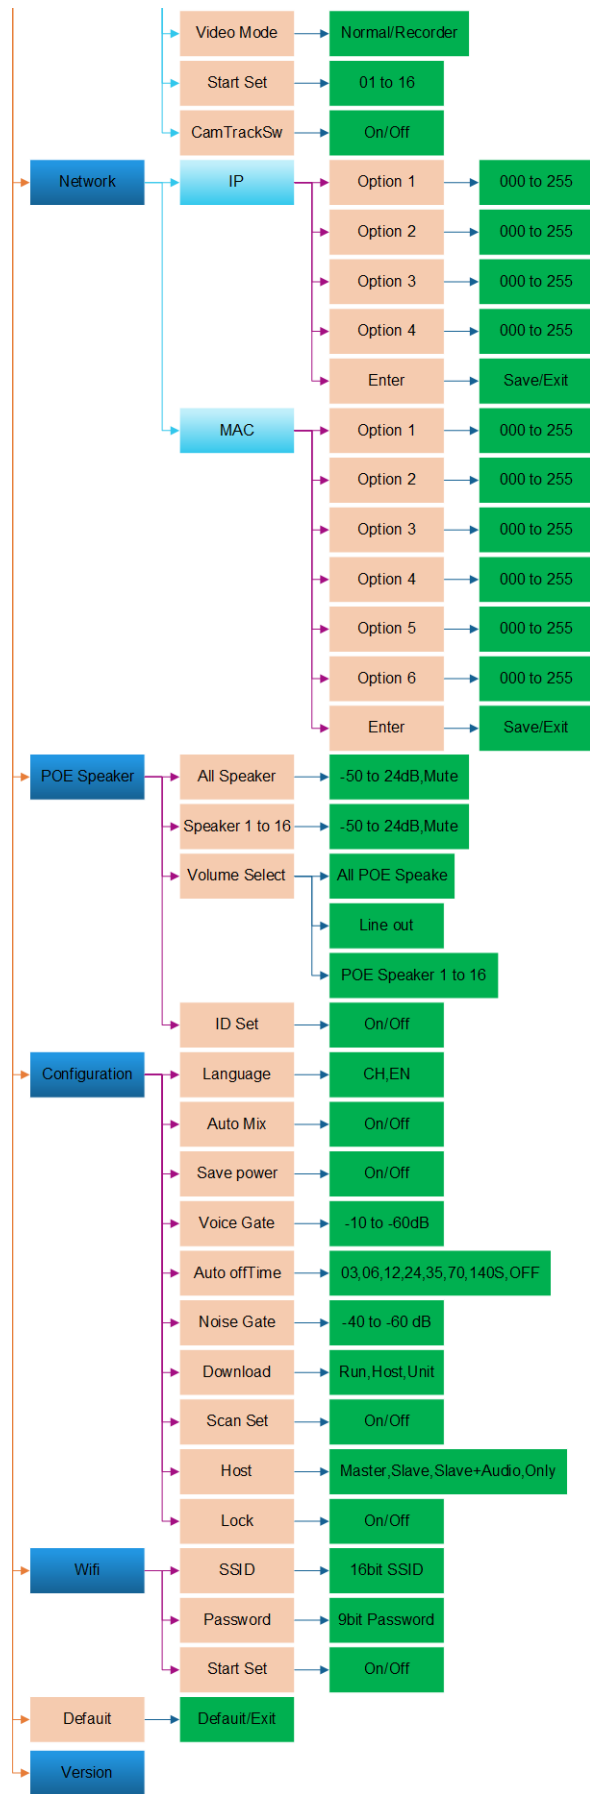 Video Mode
Normal/Recorder
Start Set
01 to 16
CamTrackSw
On/Off
Network
IP
Option 1
000 to 255
Option 2
000 to 255
Option 3
000 to 255
Option 4
000 to 255
Enter
Save/Exit
MAC
Option 1
000 to 255
Option 2
000 to 255
Option 3
000 to 255
Option 4
000 to 255
Option 5
000 to 255
Option 6
000 to 255
Enter
Save/Exit
POE Speaker
All Speaker
-50 to 24dB,Mute
Speaker 1 to 16
-50 to 24dB,Mute
Volume Select
All POE Speake
Line out
POE Speaker 1 to 16
ID Set
On/Off
Configuration
Language
CH,EN
Auto Mix
On/Off
Save power
On/Off
Voice Gate
-10 to -60dB
Auto offTime
03,06,12,24,35,70,140S,OFF
Noise Gate
-40 to -60 dB
Download
Run,Host,Unit
Scan Set
On/Off
Host
Master,Slave,Slave+Audio,Only
Lock
On/Off
Wifi
SSID
16bit SSID
Password
9bit Password
Start Set
On/Off
Defauit
Defauit/Exit
Version